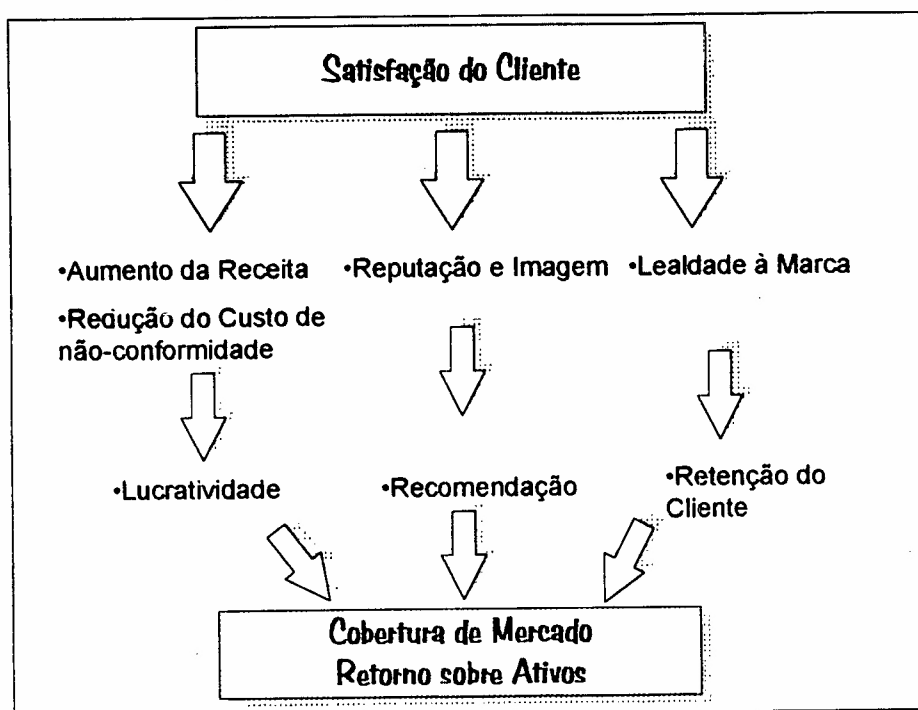 Satisfação do Cliente
•Aumento da Receita
•Redução do Custo de
não-conformidade
•Reputação e Imagem
•Lealdade à Marca
•Lucratividade
•Recomendação
•Retenção do
Cliente
Cobertura de Mercado
Retorno sobre Ativos